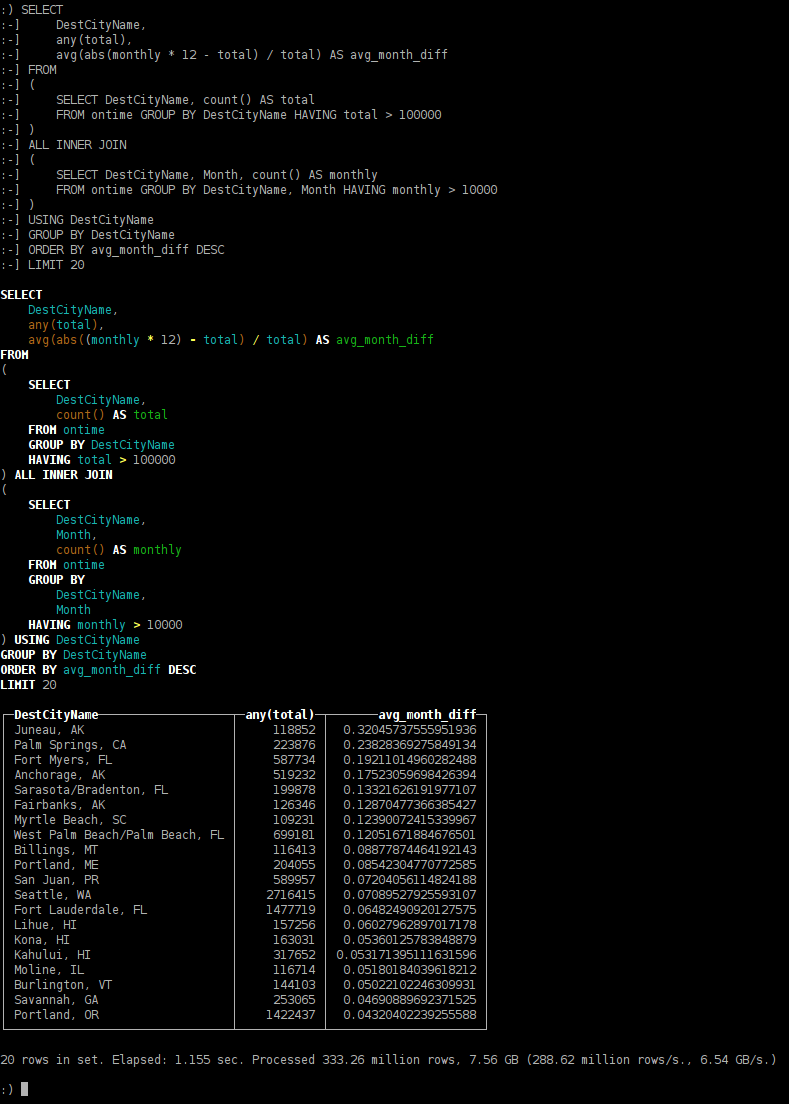 :) SELECT
:-]     DestCityName,
:-]     any(total),
:-]     avg(abs(monthly * 12 - total) / total) AS avg_month_diff
:-] FROM
:-] (
:-]     SELECT DestCityName, count() AS total
:-]     FROM ontime GROUP BY DestCityName HAVING total > 100000
:-] )
:-] ALL INNER JOIN
:-] (
:-]     SELECT DestCityName, Month, count() AS monthly
:-]     FROM ontime GROUP BY DestCityName, Month HAVING monthly > 10000
:-] )
:-] USING DestCityName
:-] GROUP BY DestCityName
:-] ORDER BY avg_month_diff DESC
:-] LIMIT 20

SELECT
    DestCityName,
    any(total),
    avg(abs((monthly * 12) - total) / total) AS avg_month_diff
FROM
(
    SELECT
        DestCityName,
        count() AS total
    FROM ontime
    GROUP BY DestCityName
    HAVING total > 100000
) ALL INNER JOIN
(
    SELECT
        DestCityName,
        Month,
        count() AS monthly
    FROM ontime
    GROUP BY
        DestCityName,
        Month
    HAVING monthly > 10000
) USING DestCityName
GROUP BY DestCityName
ORDER BY avg_month_diff DESC
LIMIT 20

DestCityName any(total) avg_month_diff
Juneau, AK 118852 0.32045737555951936
Palm Springs, CA 223876 0.23828369275849134
Fort Myers, FL 587734 0.19211014960282488
Anchorage, AK 519232 0.17523059698426394
Sarasota/Bradenton, FL 199878 0.13321626191977107
Fairbanks, AK 126346 0.12870477366385427
Myrtle Beach, SC 109231 0.12390072415339967
West Palm Beach/Palm Beach, FL 699181 0.12051671884676501
Billings, MT 116413 0.08877874464192143
Portland, ME 204055 0.08542304770772585
San Juan, PR 589957 0.07204056114824188
Seattle, WA 2716415 0.07089527925593107
Fort Lauderdale, FL 1477719 0.06482490920127575
Lihue, HI 157256 0.06027962897017178
Kona, HI 163031 0.05360125783848879
Kahului, HI 317652 0.053171395111631596
Moline, IL 116714 0.05180184039618212
Burlington, VT 144103 0.05022102246309931
Savannah, GA 253065 0.04690889692371525
Portland, OR 1422437 0.04320402239255588

20 rows in set. Elapsed: 1.155 sec. Processed 333.26 million rows, 7.56 GB (288.62 million rows/s., 6.54 GB/s.)

:)